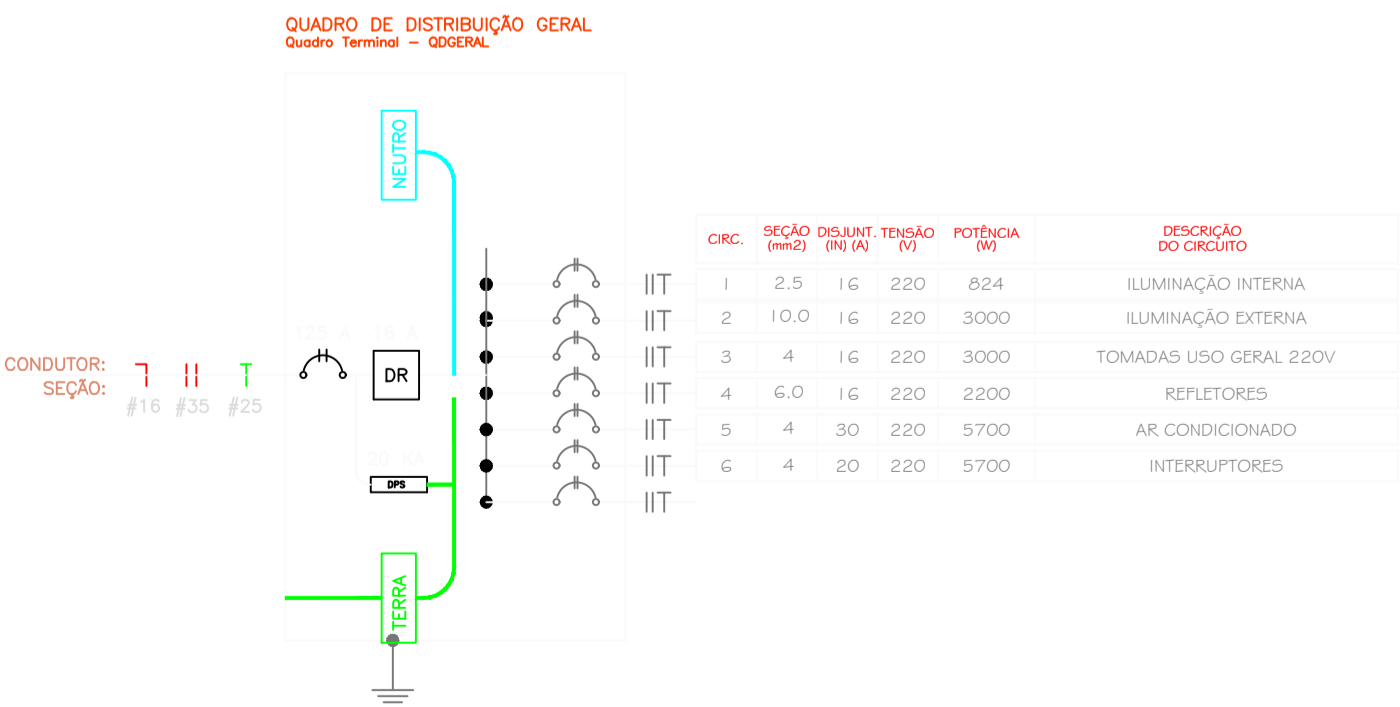 QUADRO DE DISTRIBUIÇÃO GERAL
Quadro Terminal – QDGERAL
NEUTRO
125 A
16 A
CONDUTOR:
SEÇÃO:
#16 #35 #25
DR
20 KA
DPS
TERRA
CIRC. SEÇÃO (mm2) DISJUNT. (IN) (A) TENSÃO (V) POTÊNCIA (W) DESCRIÇÃO DO CIRCUITO
1 2.5 16 220 824 ILUMINAÇÃO INTERNA
2 10.0 16 220 3000 ILUMINAÇÃO EXTERNA
3 4 16 220 3000 TOMADAS USO GERAL 220V
4 6.0 16 220 2200 REFLETORES
5 4 30 220 5700 AR CONDICIONADO
6 4 20 220 5700 INTERRUPTORES